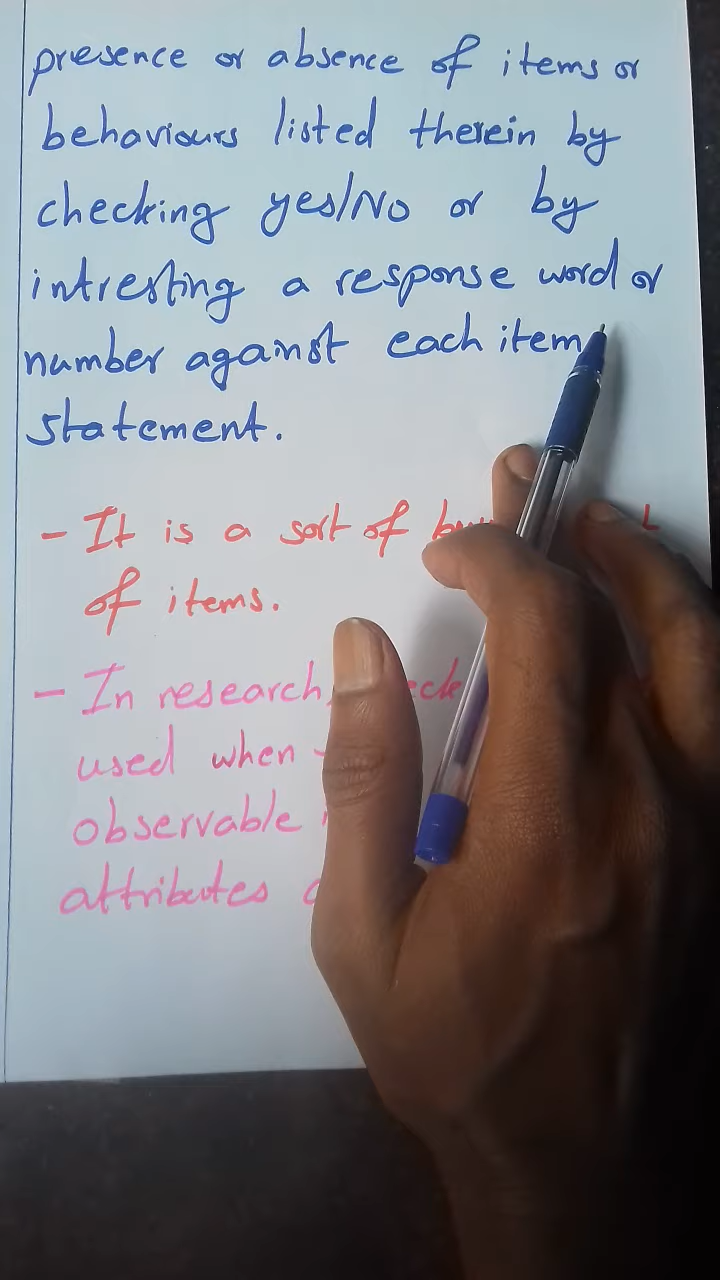 presence or absence of items or
behaviours listed therein by
checking yes/No or by
intresting a response word or
number against each item
statement.
- It is a sort of
of items.
- In research,
used when
observable
attributes